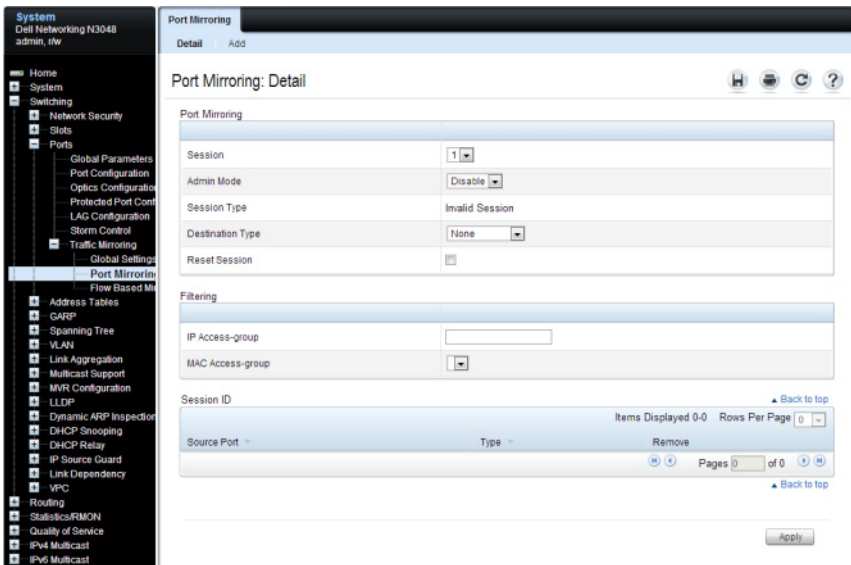 System
Dell Networking N3048
admin, r/w
Home
System
Switching
Network Security
Slots
Ports
Global Parameters
Port Configuration
Optics Configuratio
Protected Port Conf
LAG Configuration
Storm Control
Traffic Mirroring
Global Settings
Port Mirroring
Flow Based Mi
Address Tables
GARP
Spanning Tree
VLAN
Link Aggregation
Multicast Support
MVR Configuration
LLDP
Dynamic ARP Inspection
DHCP Snooping
DHCP Relay
IP Source Guard
Link Dependency
VPC
Routing
Statistics/RMON
Quality of Service
IPv4 Multicast
IPv6 Multicast
Port Mirroring
Detail Add
Port Mirroring: Detail
?
Port Mirroring
Session 1
Admin Mode Disable
Session Type Invalid Session
Destination Type None
Reset Session
Filtering
IP Access-group
MAC Access-group
Session ID Back to top
Items Displayed 0-0 Rows Per Page 0
Source Port Type Remove
Pages 0 of 0
Back to top
Apply